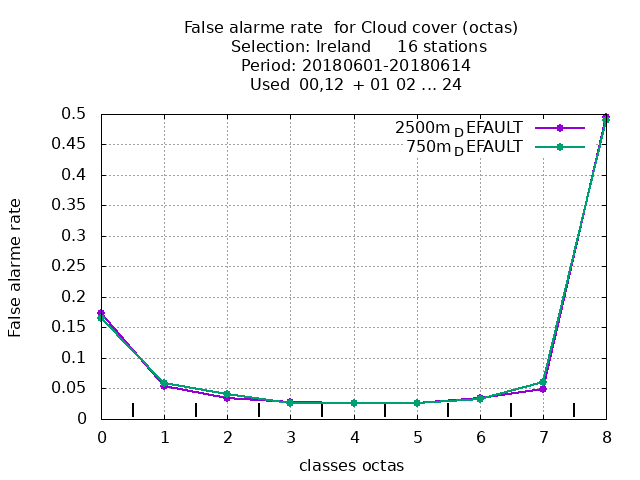 False alarme rate  for Cloud cover (octas)
Selection: Ireland     16 stations
Period: 20180601-20180614
Used  00,12  + 01 02 ... 24
2500m_DEFAULT
750m_DEFAULT
0.5
0.45
0.4
0.35
0.3
0.25
0.2
0.15
0.1
0.05
0
False alarme rate
0 1 2 3 4 5 6 7 8
classes octas